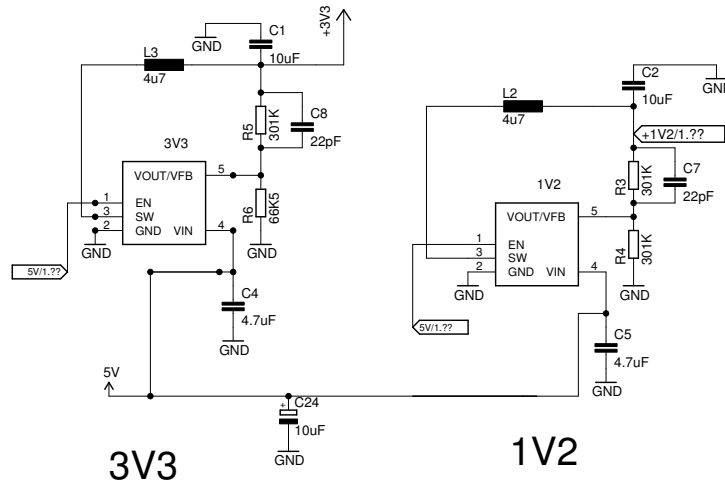 +3V3
C1
GND
10uF
L3
4u7
C8
22pF
R5
301K
3V3
VOUT/VFB
5
1
EN
3
SW
2
GND
VIN
4
R6
66K5
GND
GND
5V/1.??
C4
4.7uF
GND
5V
C24
+
10uF
GND
3V3
C2
GND
10uF
L2
4u7
+1V2/1.??
C7
22pF
R3
301K
1V2
VOUT/VFB
5
1
EN
3
SW
2
GND
VIN
4
R4
301K
GND
GND
5V/1.??
C5
4.7uF
GND
1V2